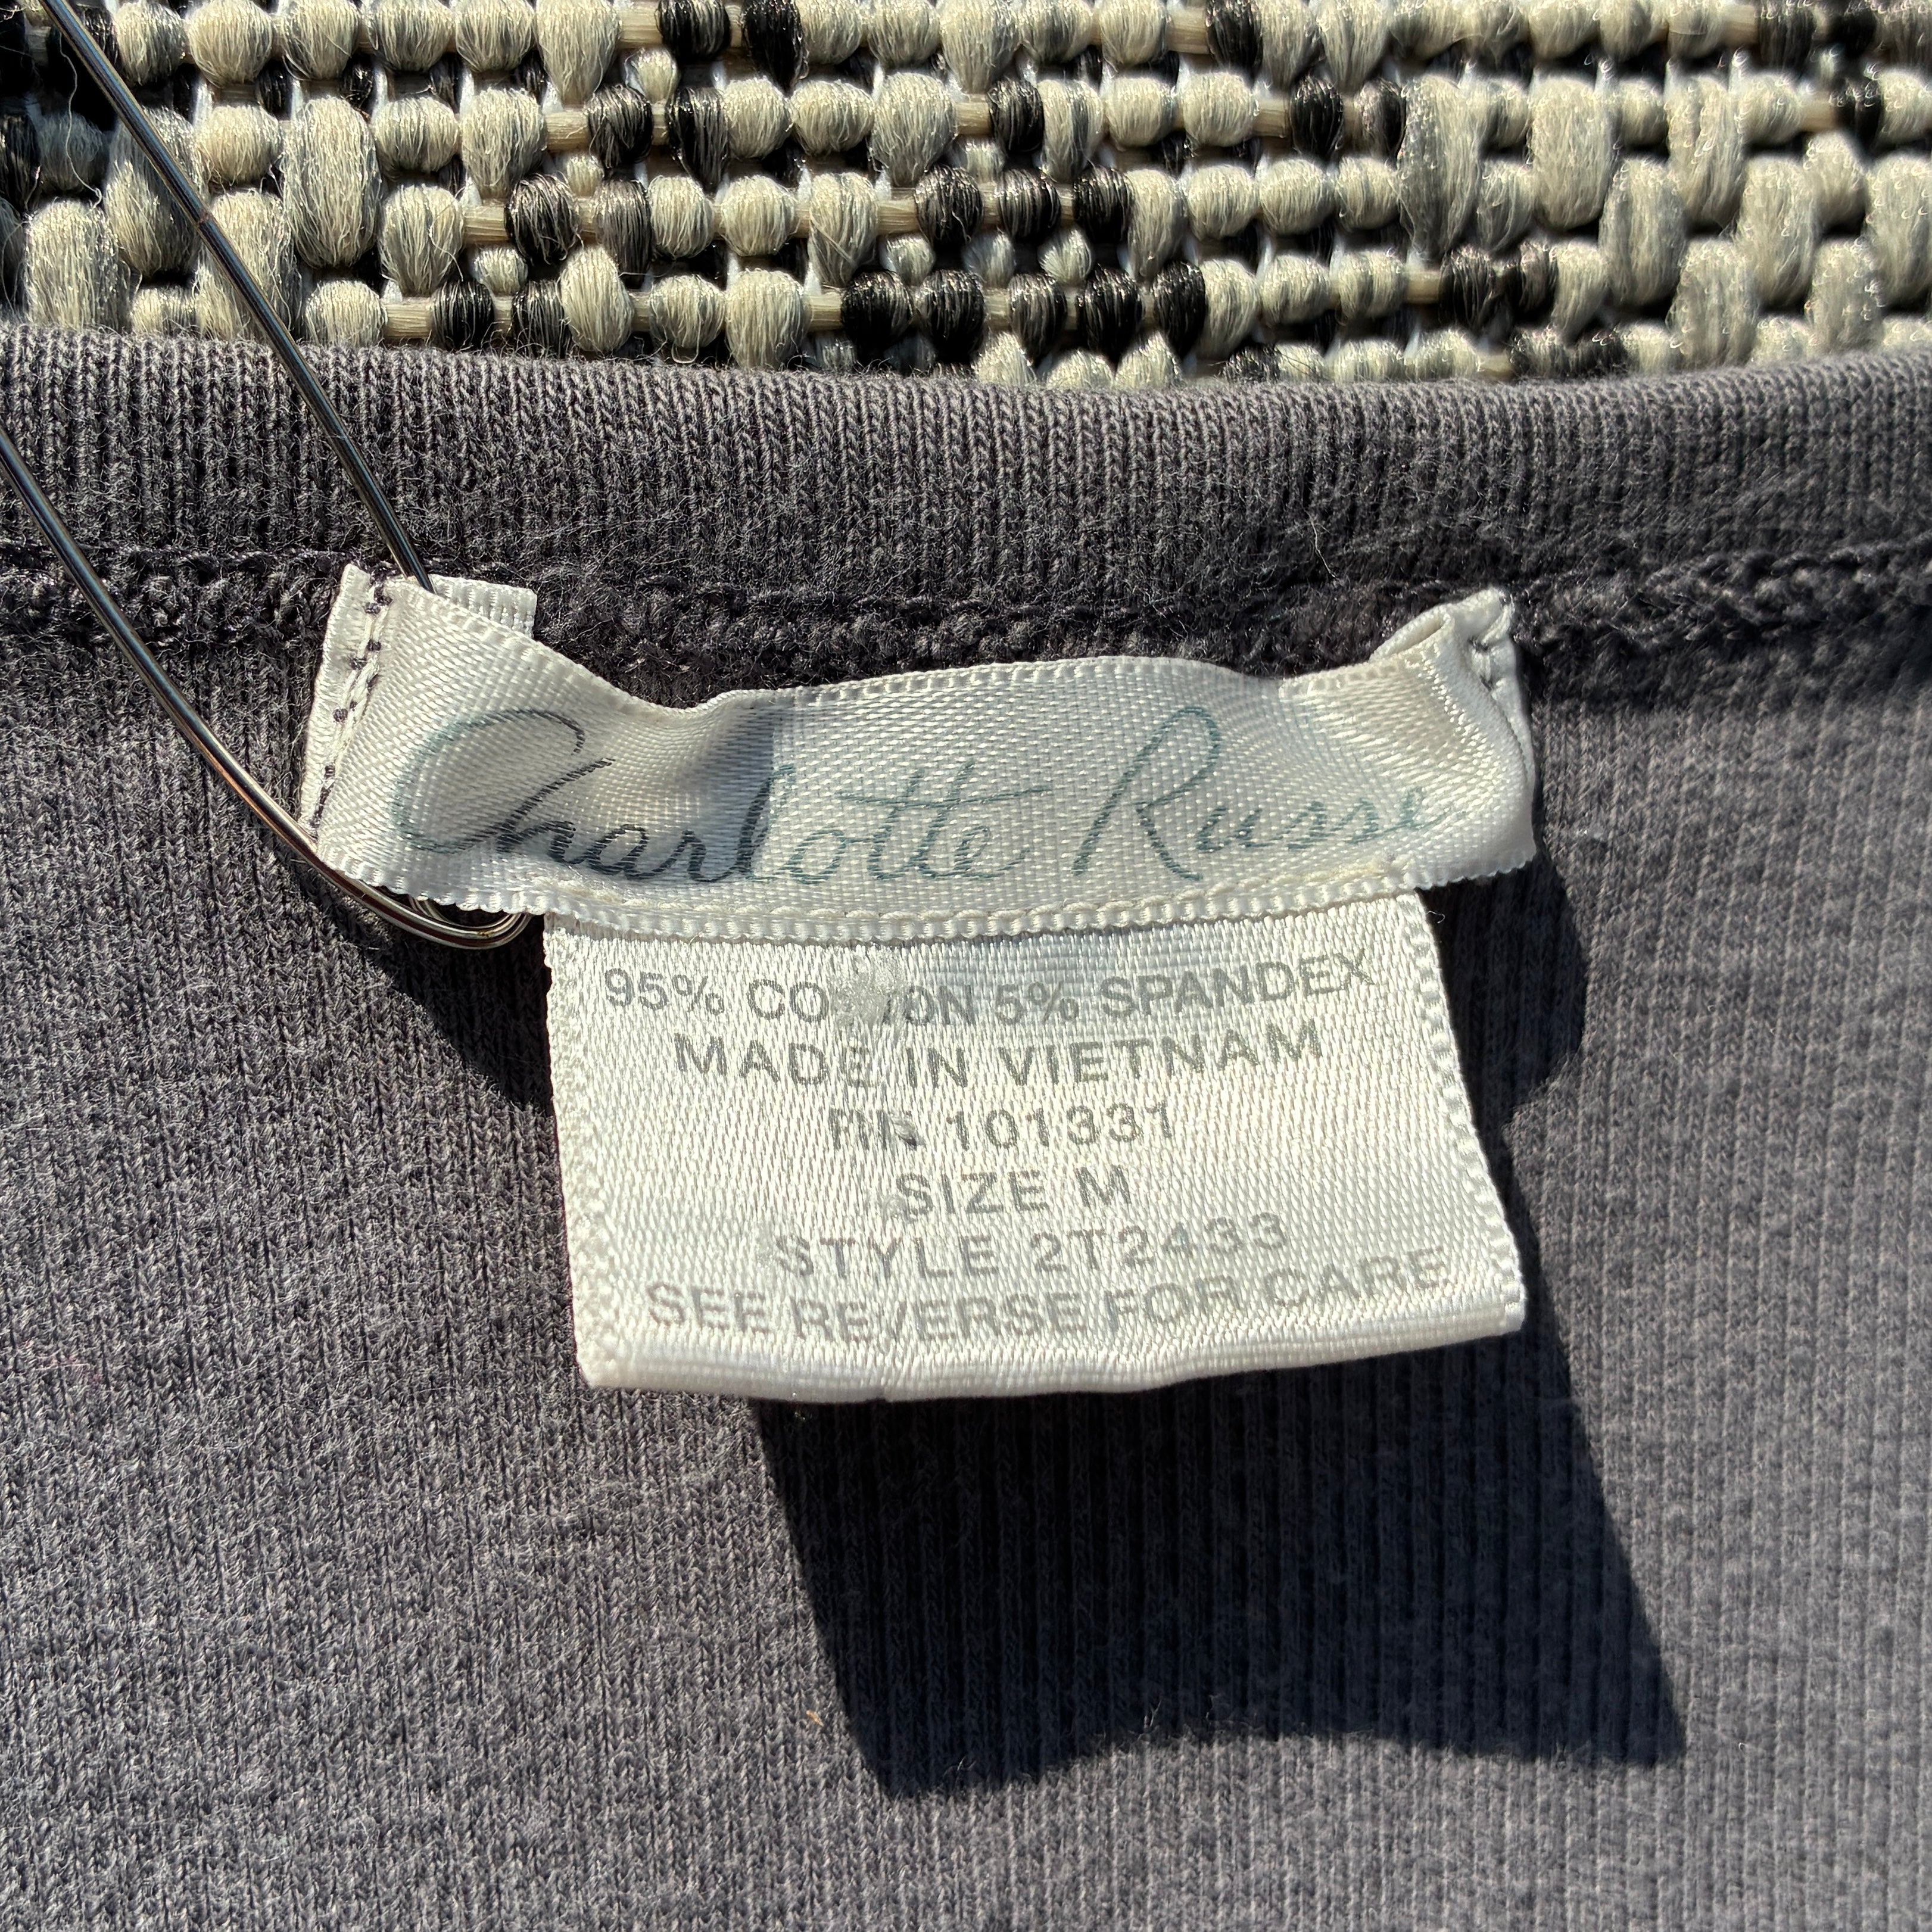 Charlotte Russe
95% COTTON 5% SPANDEX
MADE IN VIETNAM
RN 101331
SIZE M
STYLE 2T2433
SEE REVERSE FOR CARE